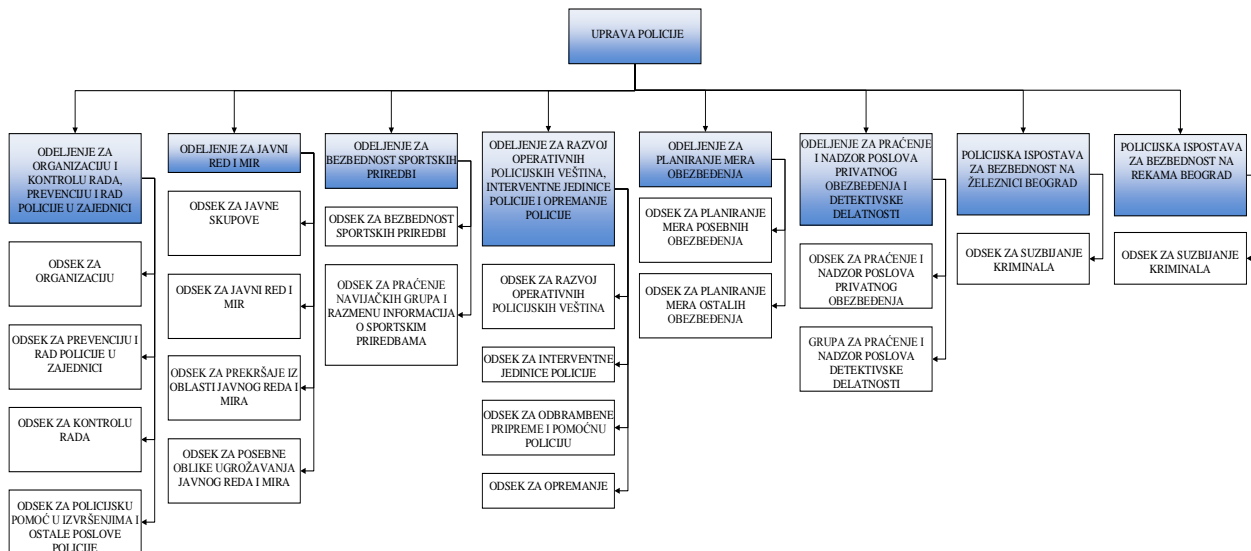 UPRAVA POLICIJE
ODELJENJE ZA
ORGANIZACIJU I
KONTROLU RADA,
PREVENCIJU I RAD
POLICIJE U ZAJEDNICI
ODSEK ZA
ORGANIZACIJU
ODSEK ZA PREVENCIJU I
RAD POLICIJE U
ZAJEDNICI
ODSEK ZA KONTROLU
RADA
ODSEK ZA POLICIJSKU
POMOĆ U IZVRŠENJIMA I
OSTALE POSLOVE
POLICIJE
ODELJENJE ZA JAVNI
RED I MIR
ODSEK ZA JAVNE
SKUPOVE
ODSEK ZA JAVNI RED I
MIR
ODSEK ZA PREKRŠAJE IZ
OBLASTI JAVNOG REDA I
MIRA
ODSEK ZA POSEBNE
OBLIKE UGROŽAVANJA
JAVNOG REDA I MIRA
ODELJENJE ZA
BEZBEDNOST SPORTSKIH
PRIREDBI
ODSEK ZA BEZBEDNOST
SPORTSKIH PRIREDBI
ODSEK ZA PRAĆENJE
NAVIJAČKIH GRUPA I
RAZMENU INFORMACIJA
O SPORTSKIM
PRIREDBAMA
ODELJENJE ZA RAZVOJ
OPERATIVNIH
POLICIJSKIH VEŠTINA,
INTERVENTNE JEDINICE
POLICIJE I OPREMANJE
POLICIJE
ODSEK ZA RAZVOJ
OPERATIVNIH
POLICIJSKIH VEŠTINA
ODSEK ZA INTERVENTNE
JEDINICE POLICIJE
ODSEK ZA ODBRAMBENE
PRIPREME I POMOĆNU
POLICIJU
ODSEK ZA OPREMANJE
ODELJENJE ZA
PLANIRANJE MERA
OBEZBEĐENJA
ODSEK ZA PLANIRANJE
MERA POSEBNIH
OBEZBEĐENJA
ODSEK ZA PLANIRANJE
MERA OSTALIH
OBEZBEĐENJA
ODELJENJE ZA PRAĆENJE
I NADZOR POSLOVA
PRIVATNOG
OBEZBEĐENJA I
DETEKTIVSKE
DELATNOSTI
ODSEK ZA PRAĆENJE I
NADZOR POSLOVA
PRIVATNOG
OBEZBEĐENJA
GRUPA ZA PRAĆENJE I
NADZOR POSLOVA
DETEKTIVSKE
DELATNOSTI
POLICIJSKA ISPOSTAVA
ZA BEZBEDNOST NA
ŽELEZNICI BEOGRAD
ODSEK ZA SUZBIJANJE
KRIMINALA
POLICIJSKA ISPOSTAVA
ZA BEZBEDNOST NA
REKAMA BEOGRAD
ODSEK ZA SUZBIJANJE
KRIMINALA